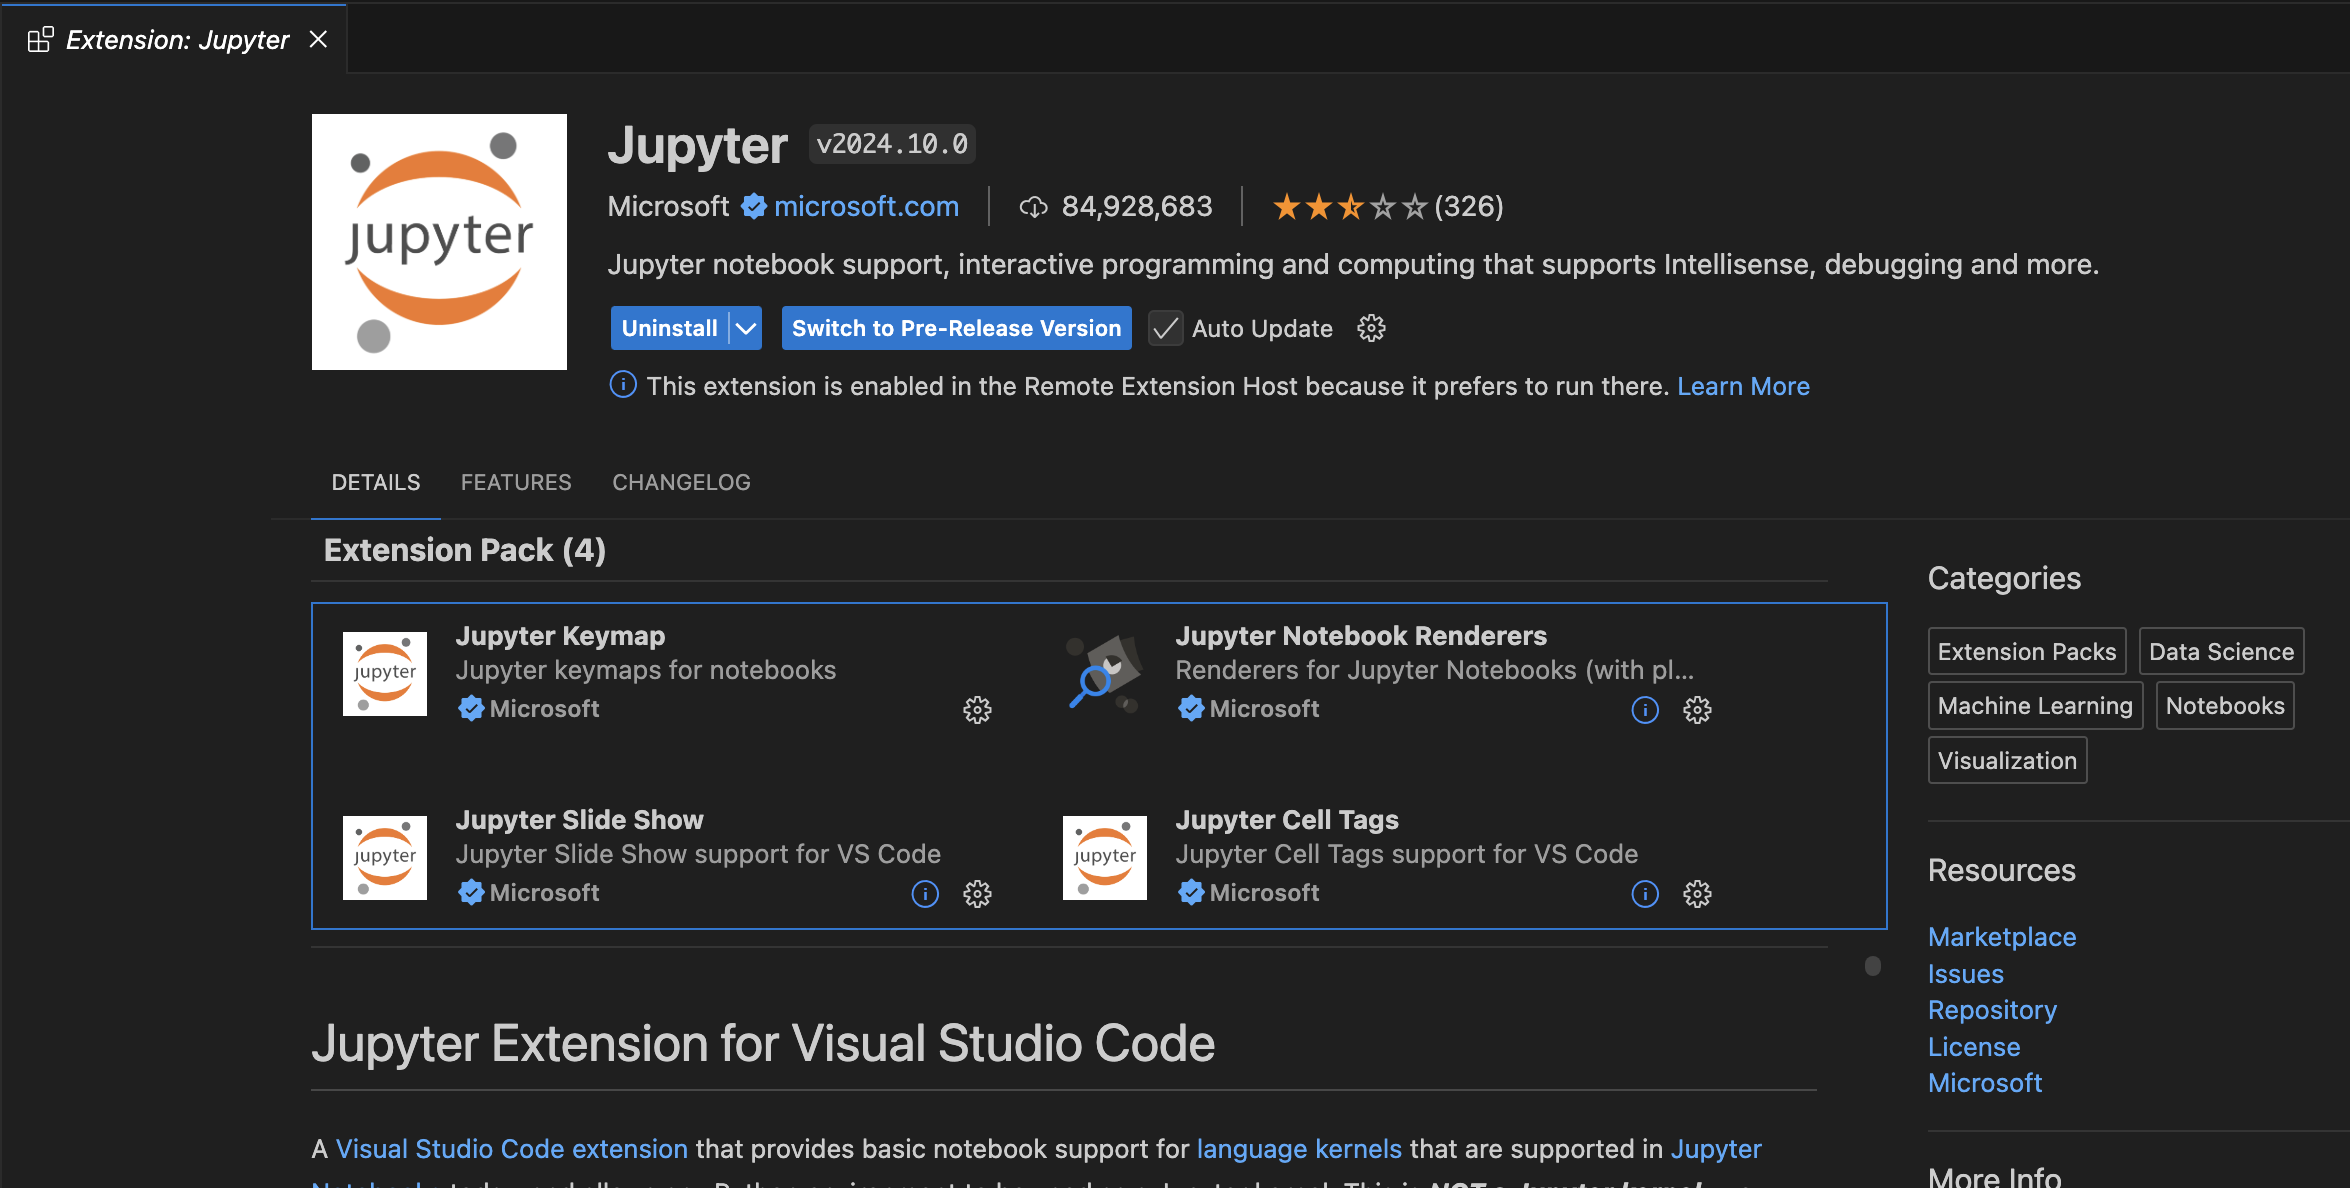 Extension: Jupyter
jupyter
Jupyter v2024.10.0
Microsoft microsoft.com 84,928,683 (326)
Jupyter notebook support, interactive programming and computing that supports Intellisense, debugging and more.
Uninstall Switch to Pre-Release Version Auto Update
This extension is enabled in the Remote Extension Host because it prefers to run there. Learn More
DETAILS FEATURES CHANGELOG
Extension Pack (4)
jupyter
Jupyter Keymap
Jupyter keymaps for notebooks
Microsoft
Jupyter Notebook Renderers
Renderers for Jupyter Notebooks (with pl...
Microsoft
jupyter
Jupyter Slide Show
Jupyter Slide Show support for VS Code
Microsoft
jupyter
Jupyter Cell Tags
Jupyter Cell Tags support for VS Code
Microsoft
Jupyter Extension for Visual Studio Code
A Visual Studio Code extension that provides basic notebook support for language kernels that are supported in Jupyter
Categories
Extension Packs Data Science
Machine Learning Notebooks
Visualization
Resources
Marketplace
Issues
Repository
License
Microsoft
More Info